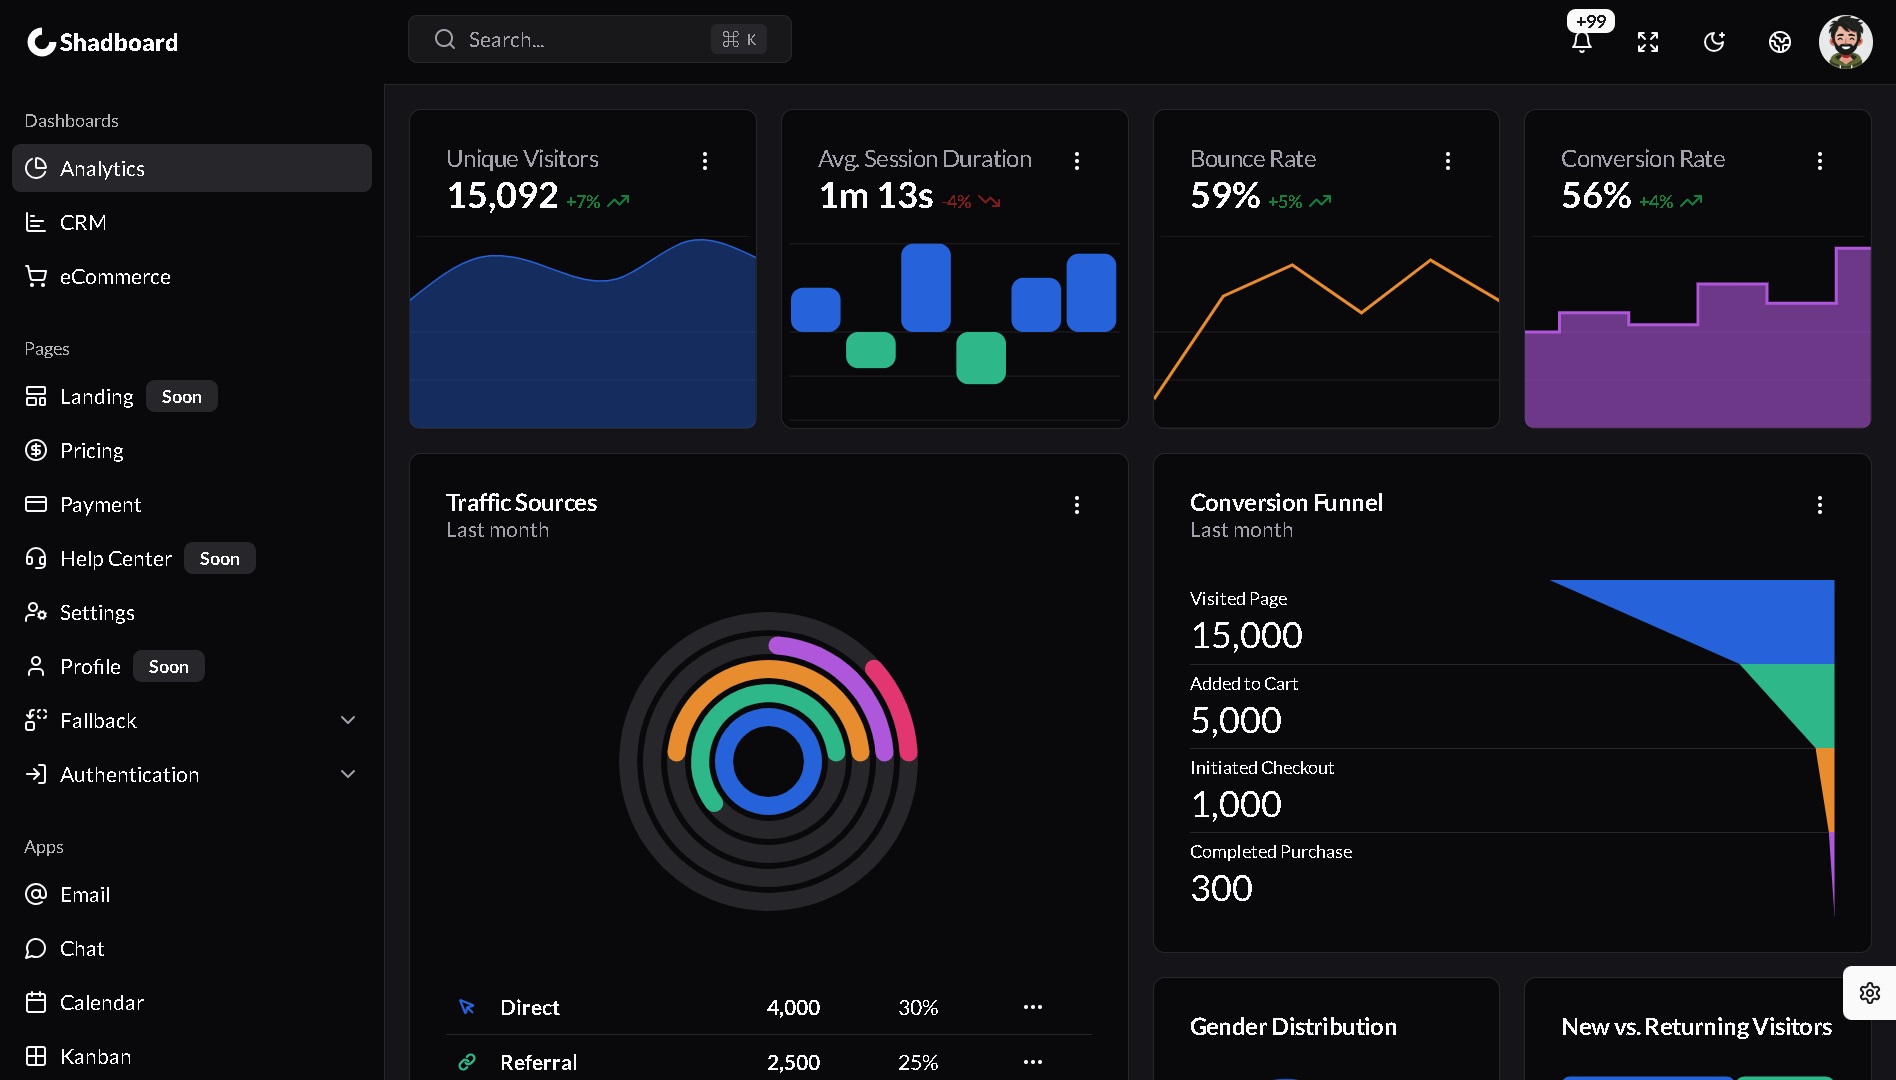 Shadboard
Search...
⌘ K
+99
Dashboards
Analytics
CRM
eCommerce
Pages
Landing
Soon
Pricing
Payment
Help Center
Soon
Settings
Profile
Soon
Fallback
Authentication
Apps
Email
Chat
Calendar
Kanban
Unique Visitors
15,092 +7%
Avg. Session Duration
1m 13s -4%
Bounce Rate
59% +5%
Conversion Rate
56% +4%
Traffic Sources
Last month
Direct 4,000 30%
Referral 2,500 25%
Conversion Funnel
Last month
Visited Page
15,000
Added to Cart
5,000
Initiated Checkout
1,000
Completed Purchase
300
Gender Distribution
New vs. Returning Visitors